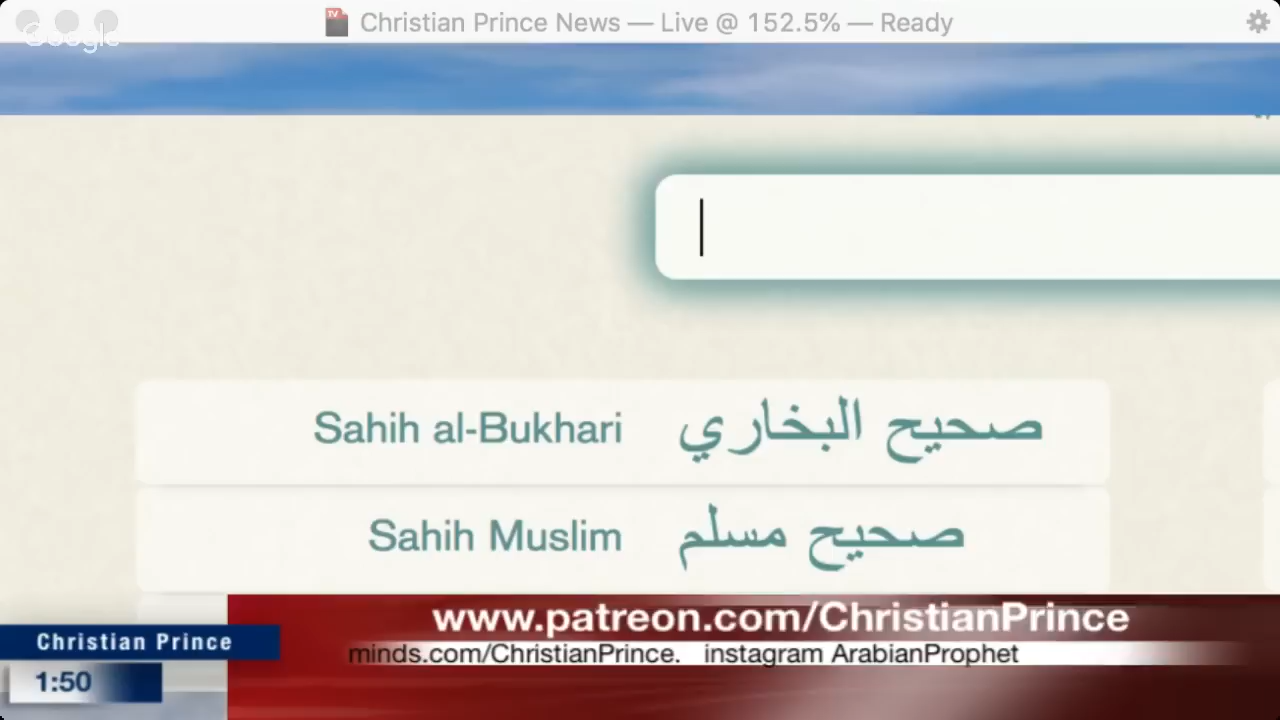 Christian Prince News — Live @ 152.5% — Ready
Google
Sahih al-Bukhari صحيح البخاري
Sahih Muslim صحيح مسلم
www.patreon.com/ChristianPrince
Christian Prince
minds.com/ChristianPrince. instagram ArabianProphet
1:50